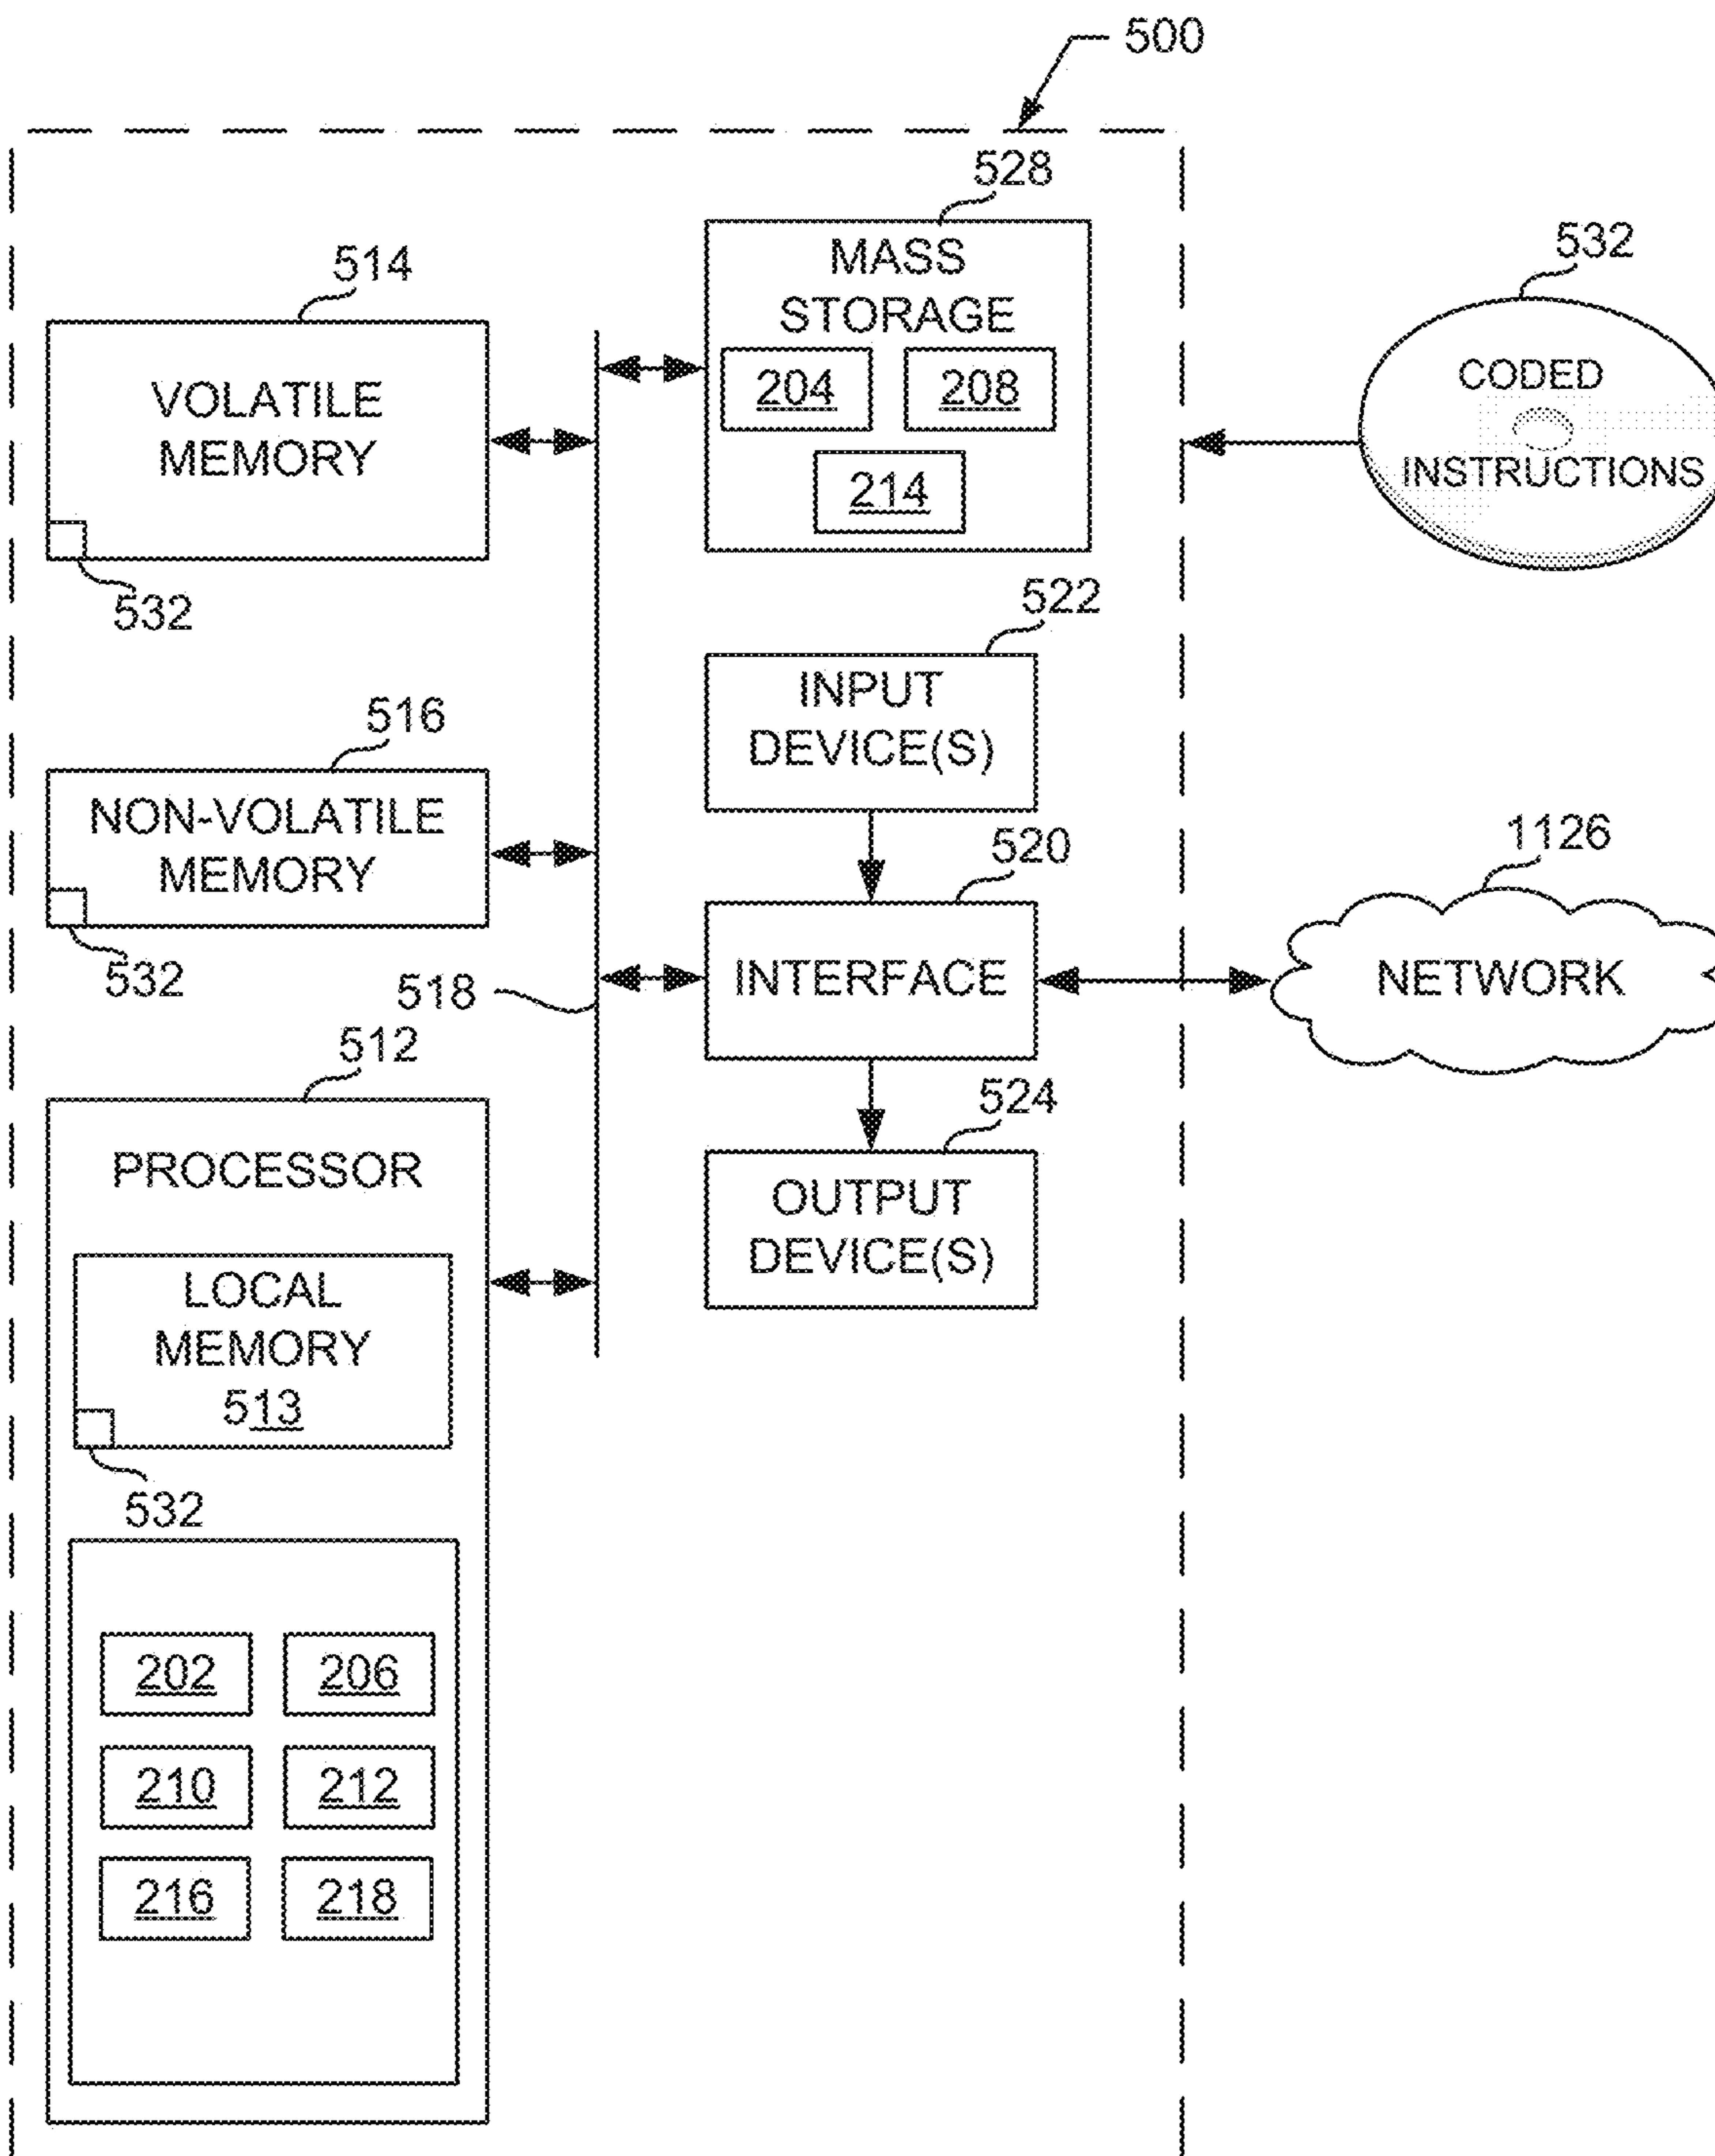 500
528
MASS
STORAGE
204
208
214
514
VOLATILE
MEMORY
532
532
CODED
INSTRUCTIONS
522
INPUT
DEVICE(S)
516
NON-VOLATILE
MEMORY
532
518
520
INTERFACE
1126
NETWORK
512
PROCESSOR
LOCAL
MEMORY
513
532
524
OUTPUT
DEVICE(S)
202
206
210
212
216
218